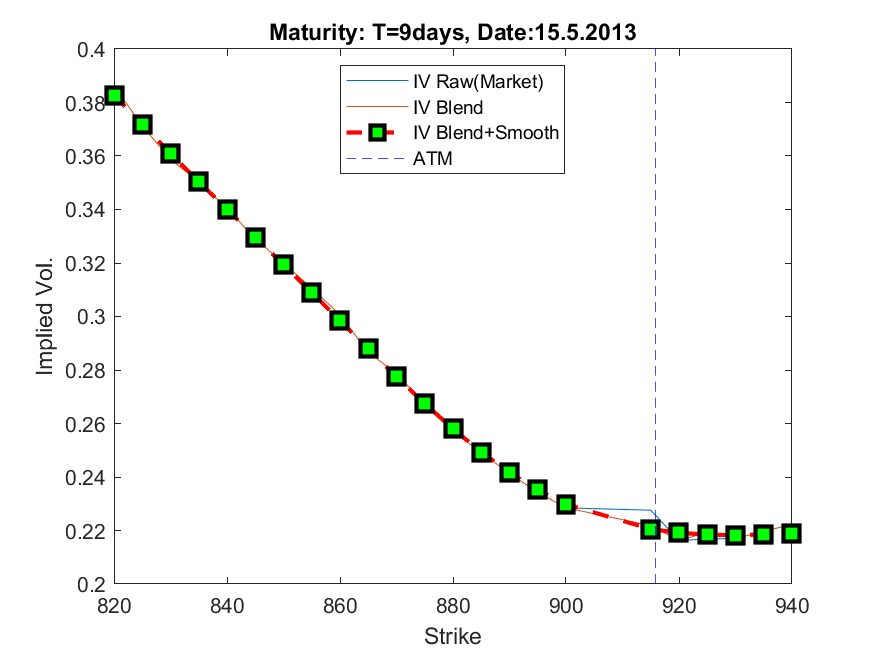 Maturity: T=9days, Date:15.5.2013
0.4
0.38
0.36
0.34
0.32
0.3
0.28
0.26
0.24
0.22
0.2
Implied Vol.
IV Raw(Market)
IV Blend
IV Blend+Smooth
ATM
820
840
860
880
900
920
940
Strike